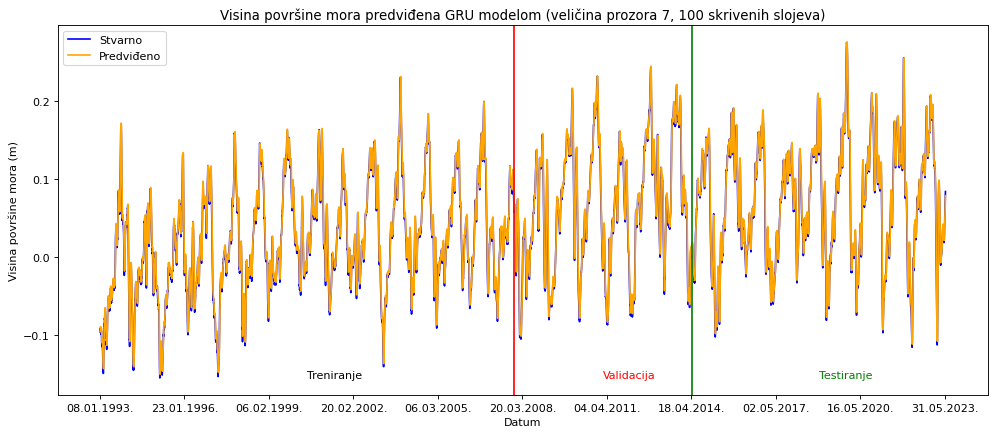 Visina površine mora predviđena GRU modelom (veličina prozora 7, 100 skrivenih slojeva)
Stvarno
Predviđeno
Visina površine mora (m)
0.2
0.1
0.0
−0.1
Treniranje
Validacija
Testiranje
08.01.1993.
23.01.1996.
06.02.1999.
20.02.2002.
06.03.2005.
20.03.2008.
04.04.2011.
18.04.2014.
02.05.2017.
16.05.2020.
31.05.2023.
Datum